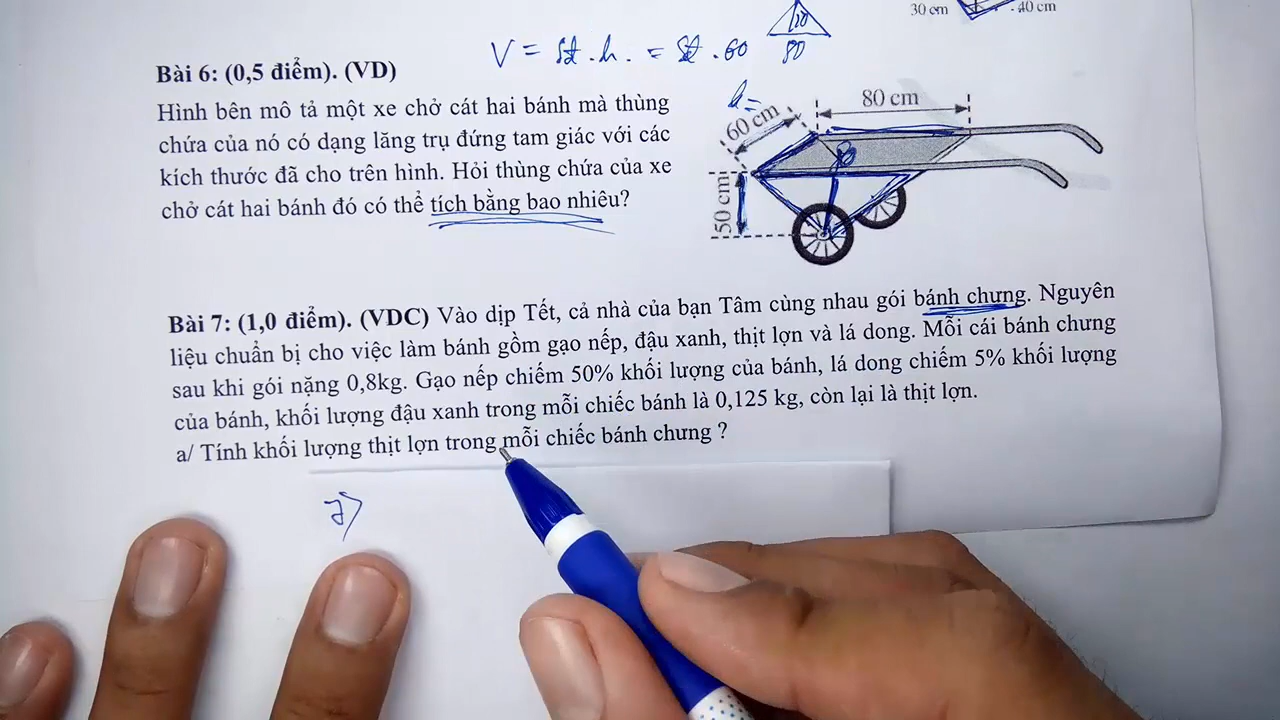 30 cm
40 cm
V = Sđ . h. = Sđ . 60
80
Bài 6: (0,5 điểm). (VD)
Hình bên mô tả một xe chở cát hai bánh mà thùng
chứa của nó có dạng lăng trụ đứng tam giác với các
kích thước đã cho trên hình. Hỏi thùng chứa của xe
chở cát hai bánh đó có thể tích bằng bao nhiêu?
h=
60 cm
80 cm
50 cm
Bài 7: (1,0 điểm). (VDC) Vào dịp Tết, cả nhà của bạn Tâm cùng nhau gói bánh chưng. Nguyên
liệu chuẩn bị cho việc làm bánh gồm gạo nếp, đậu xanh, thịt lợn và lá dong. Mỗi cái bánh chưng
sau khi gói nặng 0,8kg. Gạo nếp chiếm 50% khối lượng của bánh, lá dong chiếm 5% khối lượng
của bánh, khối lượng đậu xanh trong mỗi chiếc bánh là 0,125 kg, còn lại là thịt lợn.
a/ Tính khối lượng thịt lợn trong mỗi chiếc bánh chưng ?